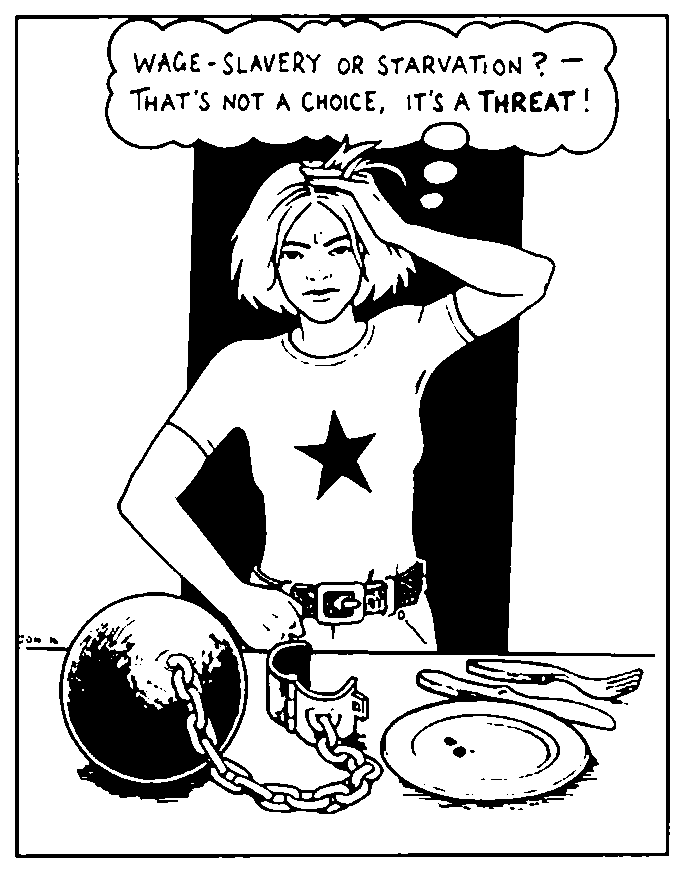 WAGE-SLAVERY OR STARVATION? —
THAT'S NOT A CHOICE, IT'S A THREAT!